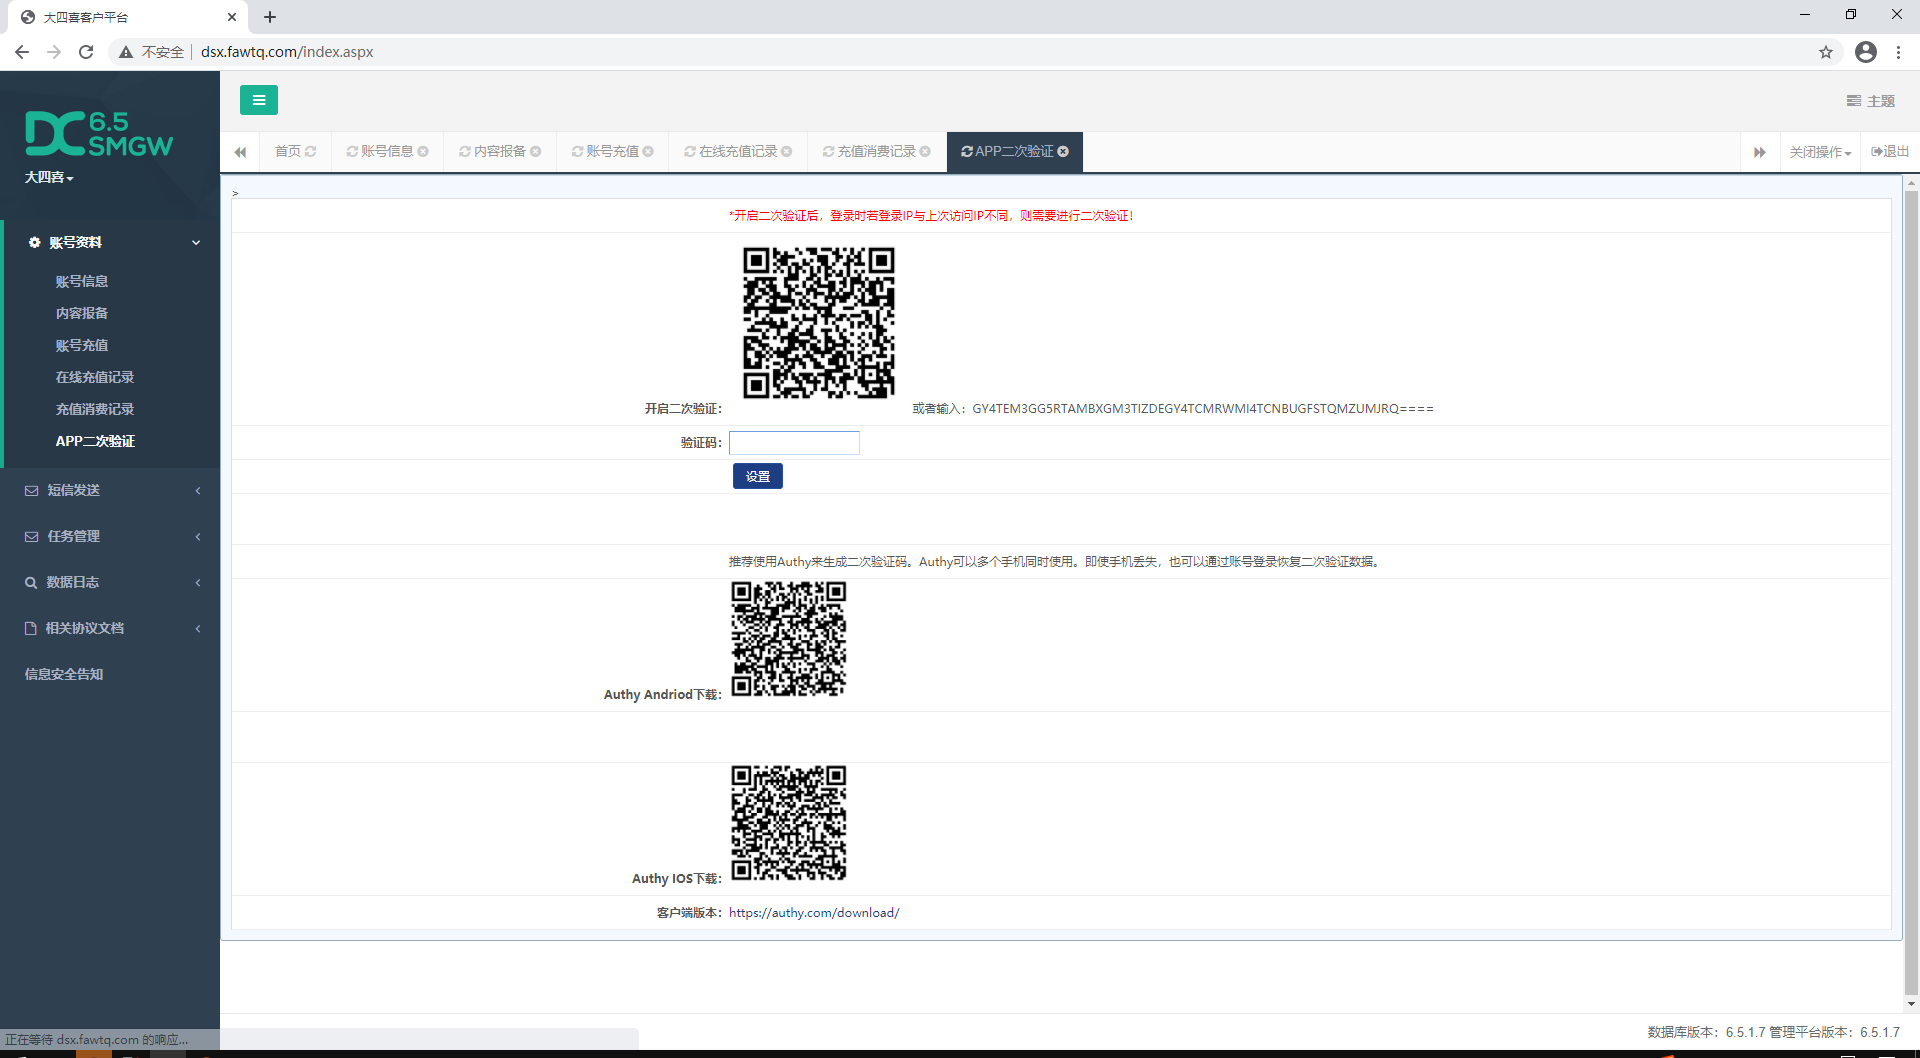 大四喜客户平台
不安全
dsx.fawtq.com/index.aspx
DC 6.5 SMGW
大四喜
主题
首页
账号信息
内容报备
账号充值
在线充值记录
充值消费记录
APP二次验证
关闭操作
退出
账号资料
账号信息
内容报备
账号充值
在线充值记录
充值消费记录
APP二次验证
短信发送
任务管理
数据日志
相关协议文档
信息安全告知
>
*开启二次验证后，登录时若登录IP与上次访问IP不同，则需要进行二次验证！
开启二次验证：
或者输入：GY4TEM3GG5RTAMBXGM3TIZDEGY4TCMRWMI4TCNBUGFSTQMZUMJRQ====
验证码：
设置
推荐使用Authy来生成二次验证码。Authy可以多个手机同时使用。即使手机丢失，也可以通过账号登录恢复二次验证数据。
Authy Andriod下载：
Authy IOS下载：
客户端版本：https://authy.com/download/
正在等待 dsx.fawtq.com 的响应...
数据库版本：6.5.1.7 管理平台版本：6.5.1.7